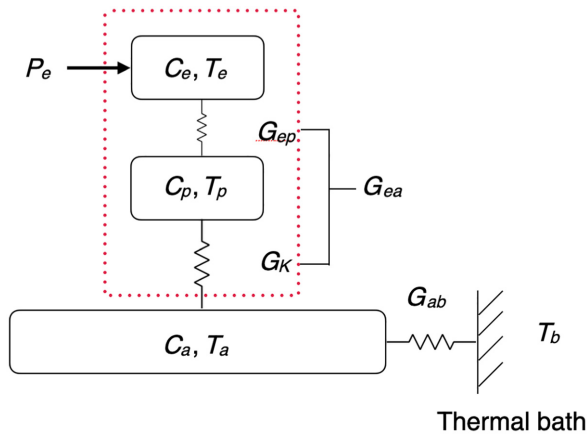 Pe
Ce, Te
Gep
Cp, Tp
Gea
GK
Gab
Ca, Ta
Tb
Thermal bath